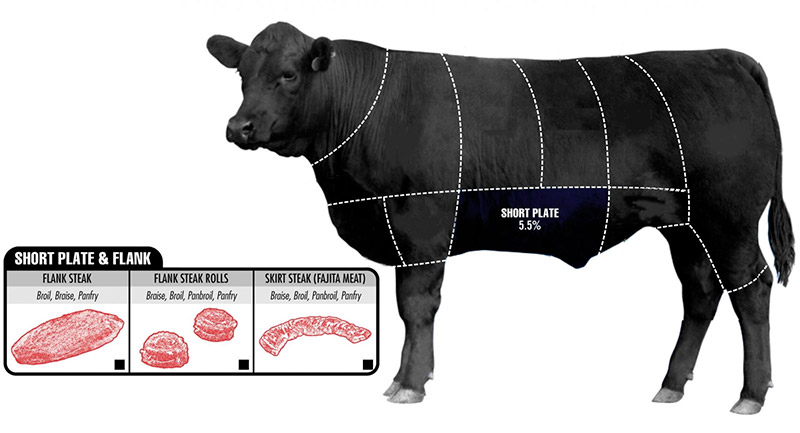 SHORT PLATE
5.5%
SHORT PLATE & FLANK
FLANK STEAK
Broil, Braise, Panfry
FLANK STEAK ROLLS
Braise, Broil, Panbroil, Panfry
SKIRT STEAK (FAJITA MEAT)
Braise, Broil, Panbroil, Panfry